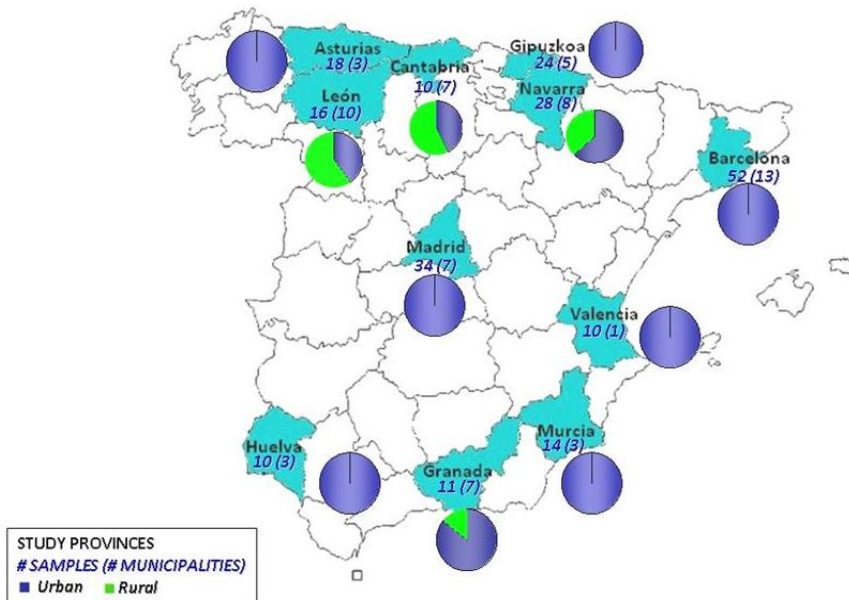 Asturias
18 (3)
Cantabria
10 (7)
Gipuzkoa
24 (5)
León
16 (10)
Navarra
28 (8)
Barcelona
52 (13)
Madrid
34 (7)
Valencia
10 (1)
Huelva
10 (3)
Granada
11 (7)
Murcia
14 (3)
STUDY PROVINCES
# SAMPLES (# MUNICIPALITIES)
Urban Rural